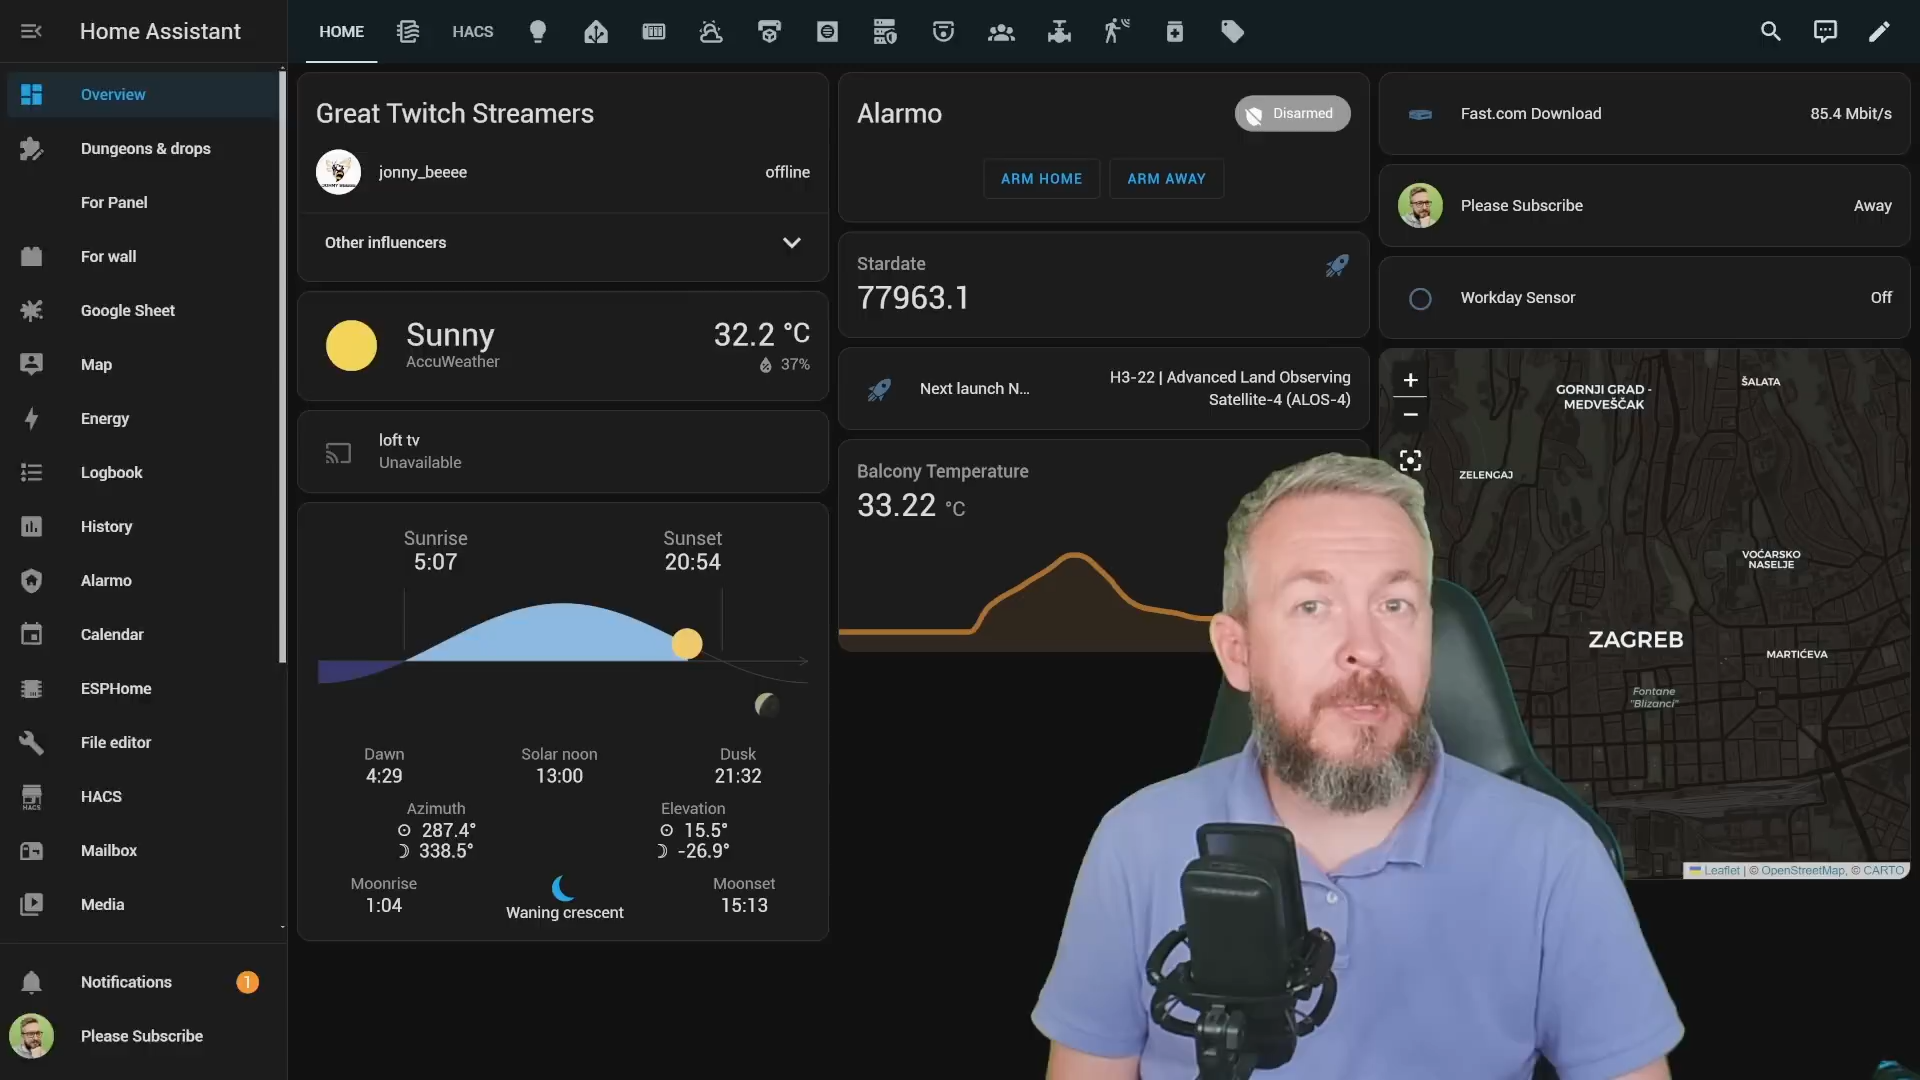 Home Assistant
HOME
HACS
Overview
Dungeons & drops
For Panel
For wall
Google Sheet
Map
Energy
Logbook
History
Alarmo
Calendar
ESPHome
File editor
HACS
HACS
Mailbox
Media
Notifications
1
Please Subscribe
Great Twitch Streamers
jonny_beeee
offline
Other influencers
Sunny
32.2 °C
AccuWeather
37%
loft tv
Unavailable
Sunrise
Sunset
5:07
20:54
Dawn
Solar noon
Dusk
4:29
13:00
21:32
Azimuth
Elevation
287.4°
15.5°
338.5°
-26.9°
Moonrise
Moonset
1:04
15:13
Waning crescent
Alarmo
Disarmed
ARM HOME
ARM AWAY
Stardate
77963.1
Next launch N...
H3-22 | Advanced Land Observing
Satellite-4 (ALOS-4)
Balcony Temperature
33.22 °C
Fast.com Download
85.4 Mbit/s
Please Subscribe
Away
Workday Sensor
Off
+
−
GORNJI GRAD -
MEDVEŠČAK
ŠALATA
ZELENGAJ
VOĆARSKO
NASELJE
ZAGREB
MARTIĆEVA
Fontane
"Blizanci"
Leaflet | © OpenStreetMap, © CARTO